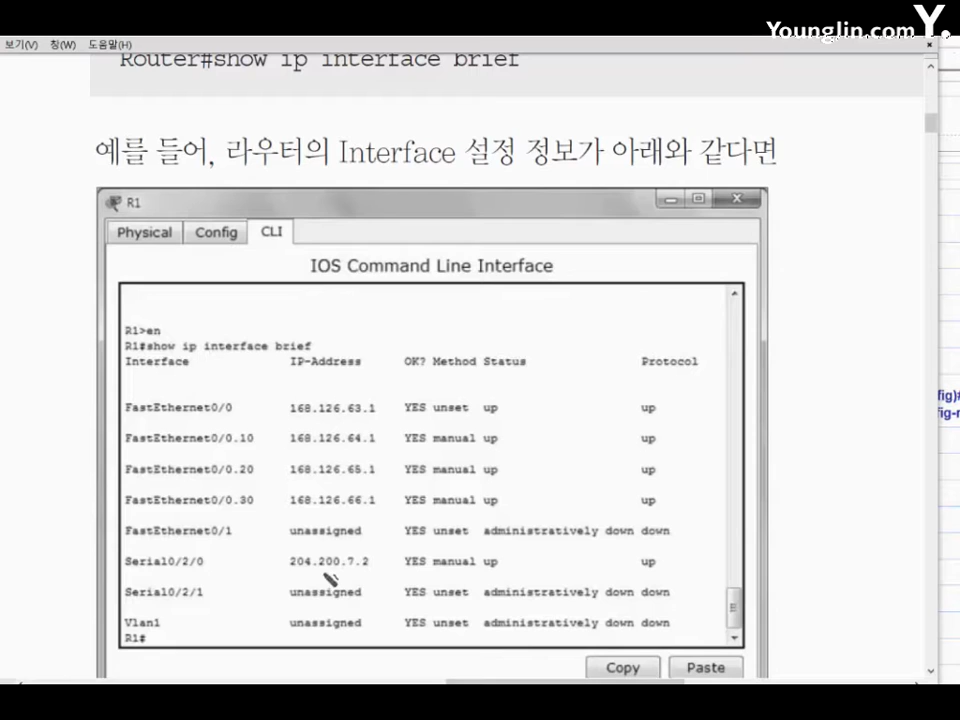 Younglin.com Y.
보기(V) 창(W) 도움말(H)
Router#show ip interface brief
예를 들어, 라우터의 Interface 설정 정보가 아래와 같다면
R1
Physical Config CLI
IOS Command Line Interface
R1>en
R1#show ip interface brief
Interface IP-Address OK? Method Status Protocol
FastEthernet0/0 168.126.63.1 YES unset up up
FastEthernet0/0.10 168.126.64.1 YES manual up up
FastEthernet0/0.20 168.126.65.1 YES manual up up
FastEthernet0/0.30 168.126.66.1 YES manual up up
FastEthernet0/1 unassigned YES unset administratively down down
Serial0/2/0 204.200.7.2 YES manual up up
Serial0/2/1 unassigned YES unset administratively down down
Vlan1 unassigned YES unset administratively down down
R1#
Copy Paste
fig)#